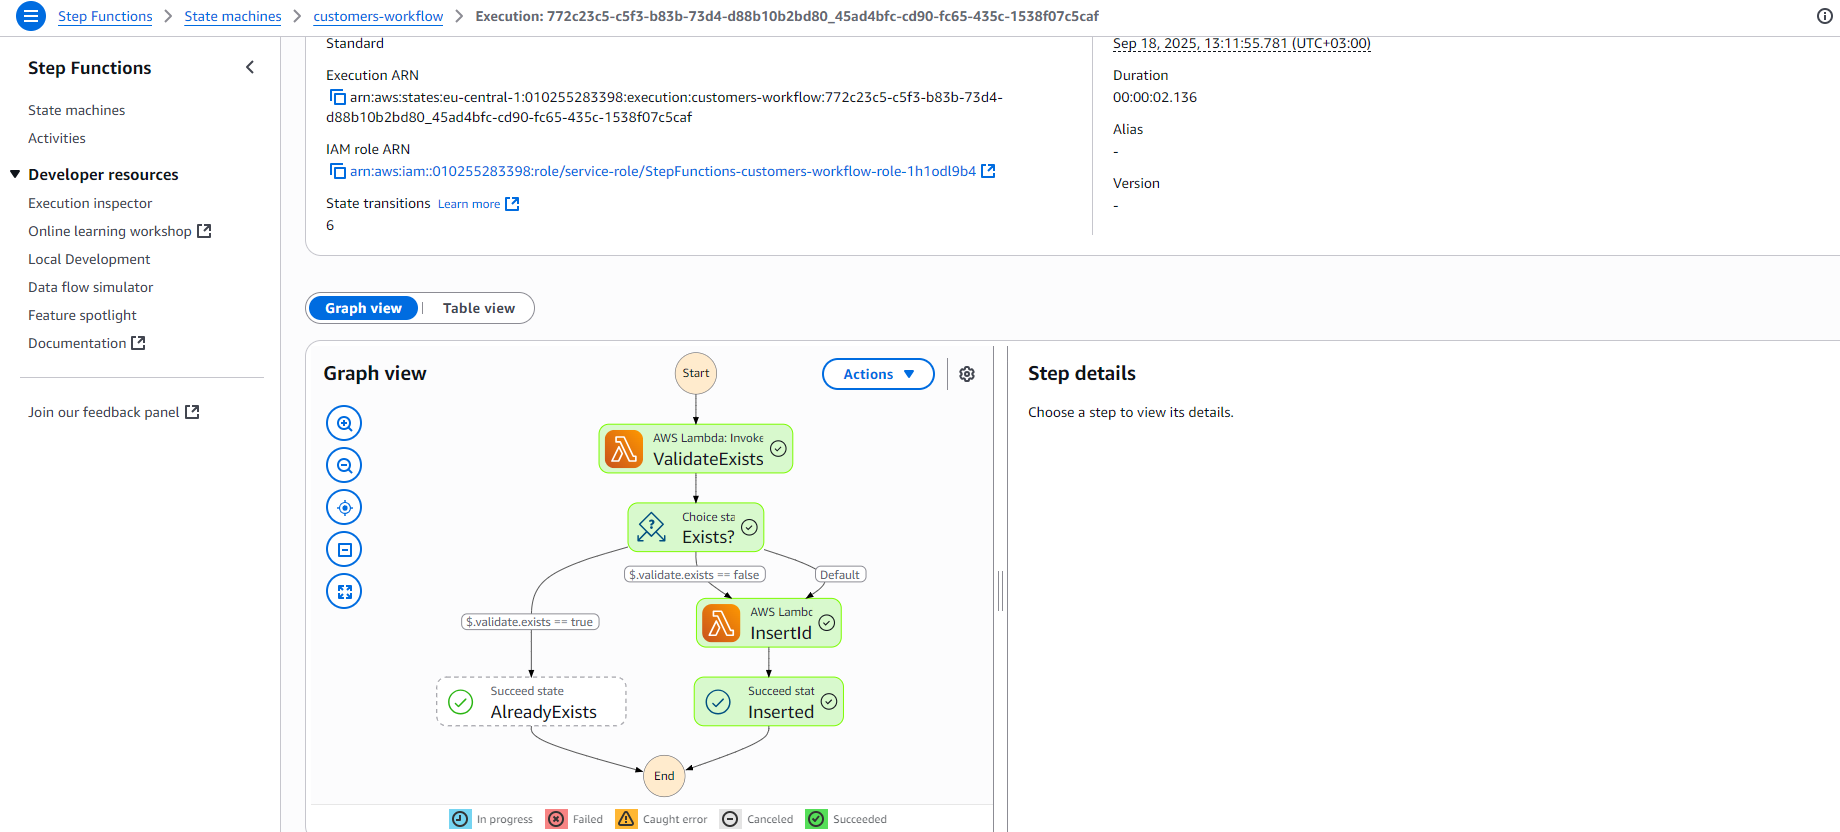 Step Functions
State machines
customers-workflow
Execution: 772c23c5-c5f3-b83b-73d4-d88b10b2bd80_45ad4bfc-cd90-fc65-435c-1538f07c5caf
Step Functions
State machines
Activities
Developer resources
Execution inspector
Online learning workshop
Local Development
Data flow simulator
Feature spotlight
Documentation
Join our feedback panel
Standard
Execution ARN
arn:aws:states:eu-central-1:010255283398:execution:customers-workflow:772c23c5-c5f3-b83b-73d4-
d88b10b2bd80_45ad4bfc-cd90-fc65-435c-1538f07c5caf
IAM role ARN
arn:aws:iam::010255283398:role/service-role/StepFunctions-customers-workflow-role-1h1odl9b4
State transitions Learn more
6
Sep 18, 2025, 13:11:55.781 (UTC+03:00)
Duration
00:00:02.136
Alias
-
Version
-
Graph view
Table view
Graph view
Actions
Start
AWS Lambda: Invoke
ValidateExists
Choice sta
Exists?
$.validate.exists == false
Default
AWS Lambc
InsertId
$.validate.exists == true
Succeed state
AlreadyExists
Succeed stat
Inserted
End
In progress
Failed
Caught error
Canceled
Succeeded
Step details
Choose a step to view its details.